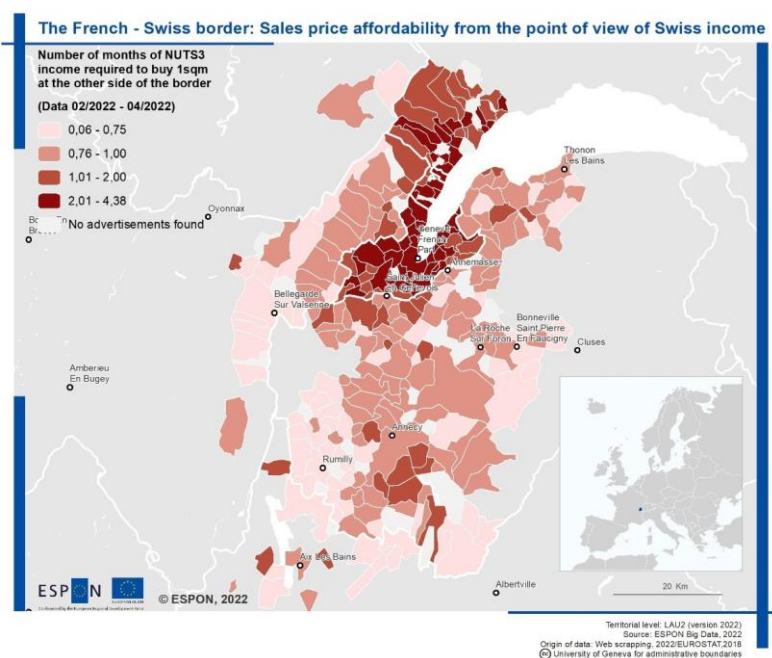 The French - Swiss border: Sales price affordability from the point of view of Swiss income
Number of months of NUTS3
income required to buy 1sqm
at the other side of the border
(Data 02/2022 - 04/2022)
0,06 - 0,75
0,76 - 1,00
1,01 - 2,00
2,01 - 4,38
No advertisements found
Thonon
Les Bains
Oyonnax
Annemasse
Bellegarde
Sur Valserine
Bonneville
Saint Pierre
En Faucigny
La Roche
Sur Foron
Cluses
Amberieu
En Bugey
Annecy
Rumilly
Aix Les Bains
Albertville
20 Km
ESPON
© ESPON, 2022
Territorial level: LAU2 (version 2022)
Source: ESPON Big Data, 2022
Origin of data: Web scrapping, 2022/EUROSTAT,2018
(cc) University of Geneva for administrative boundaries